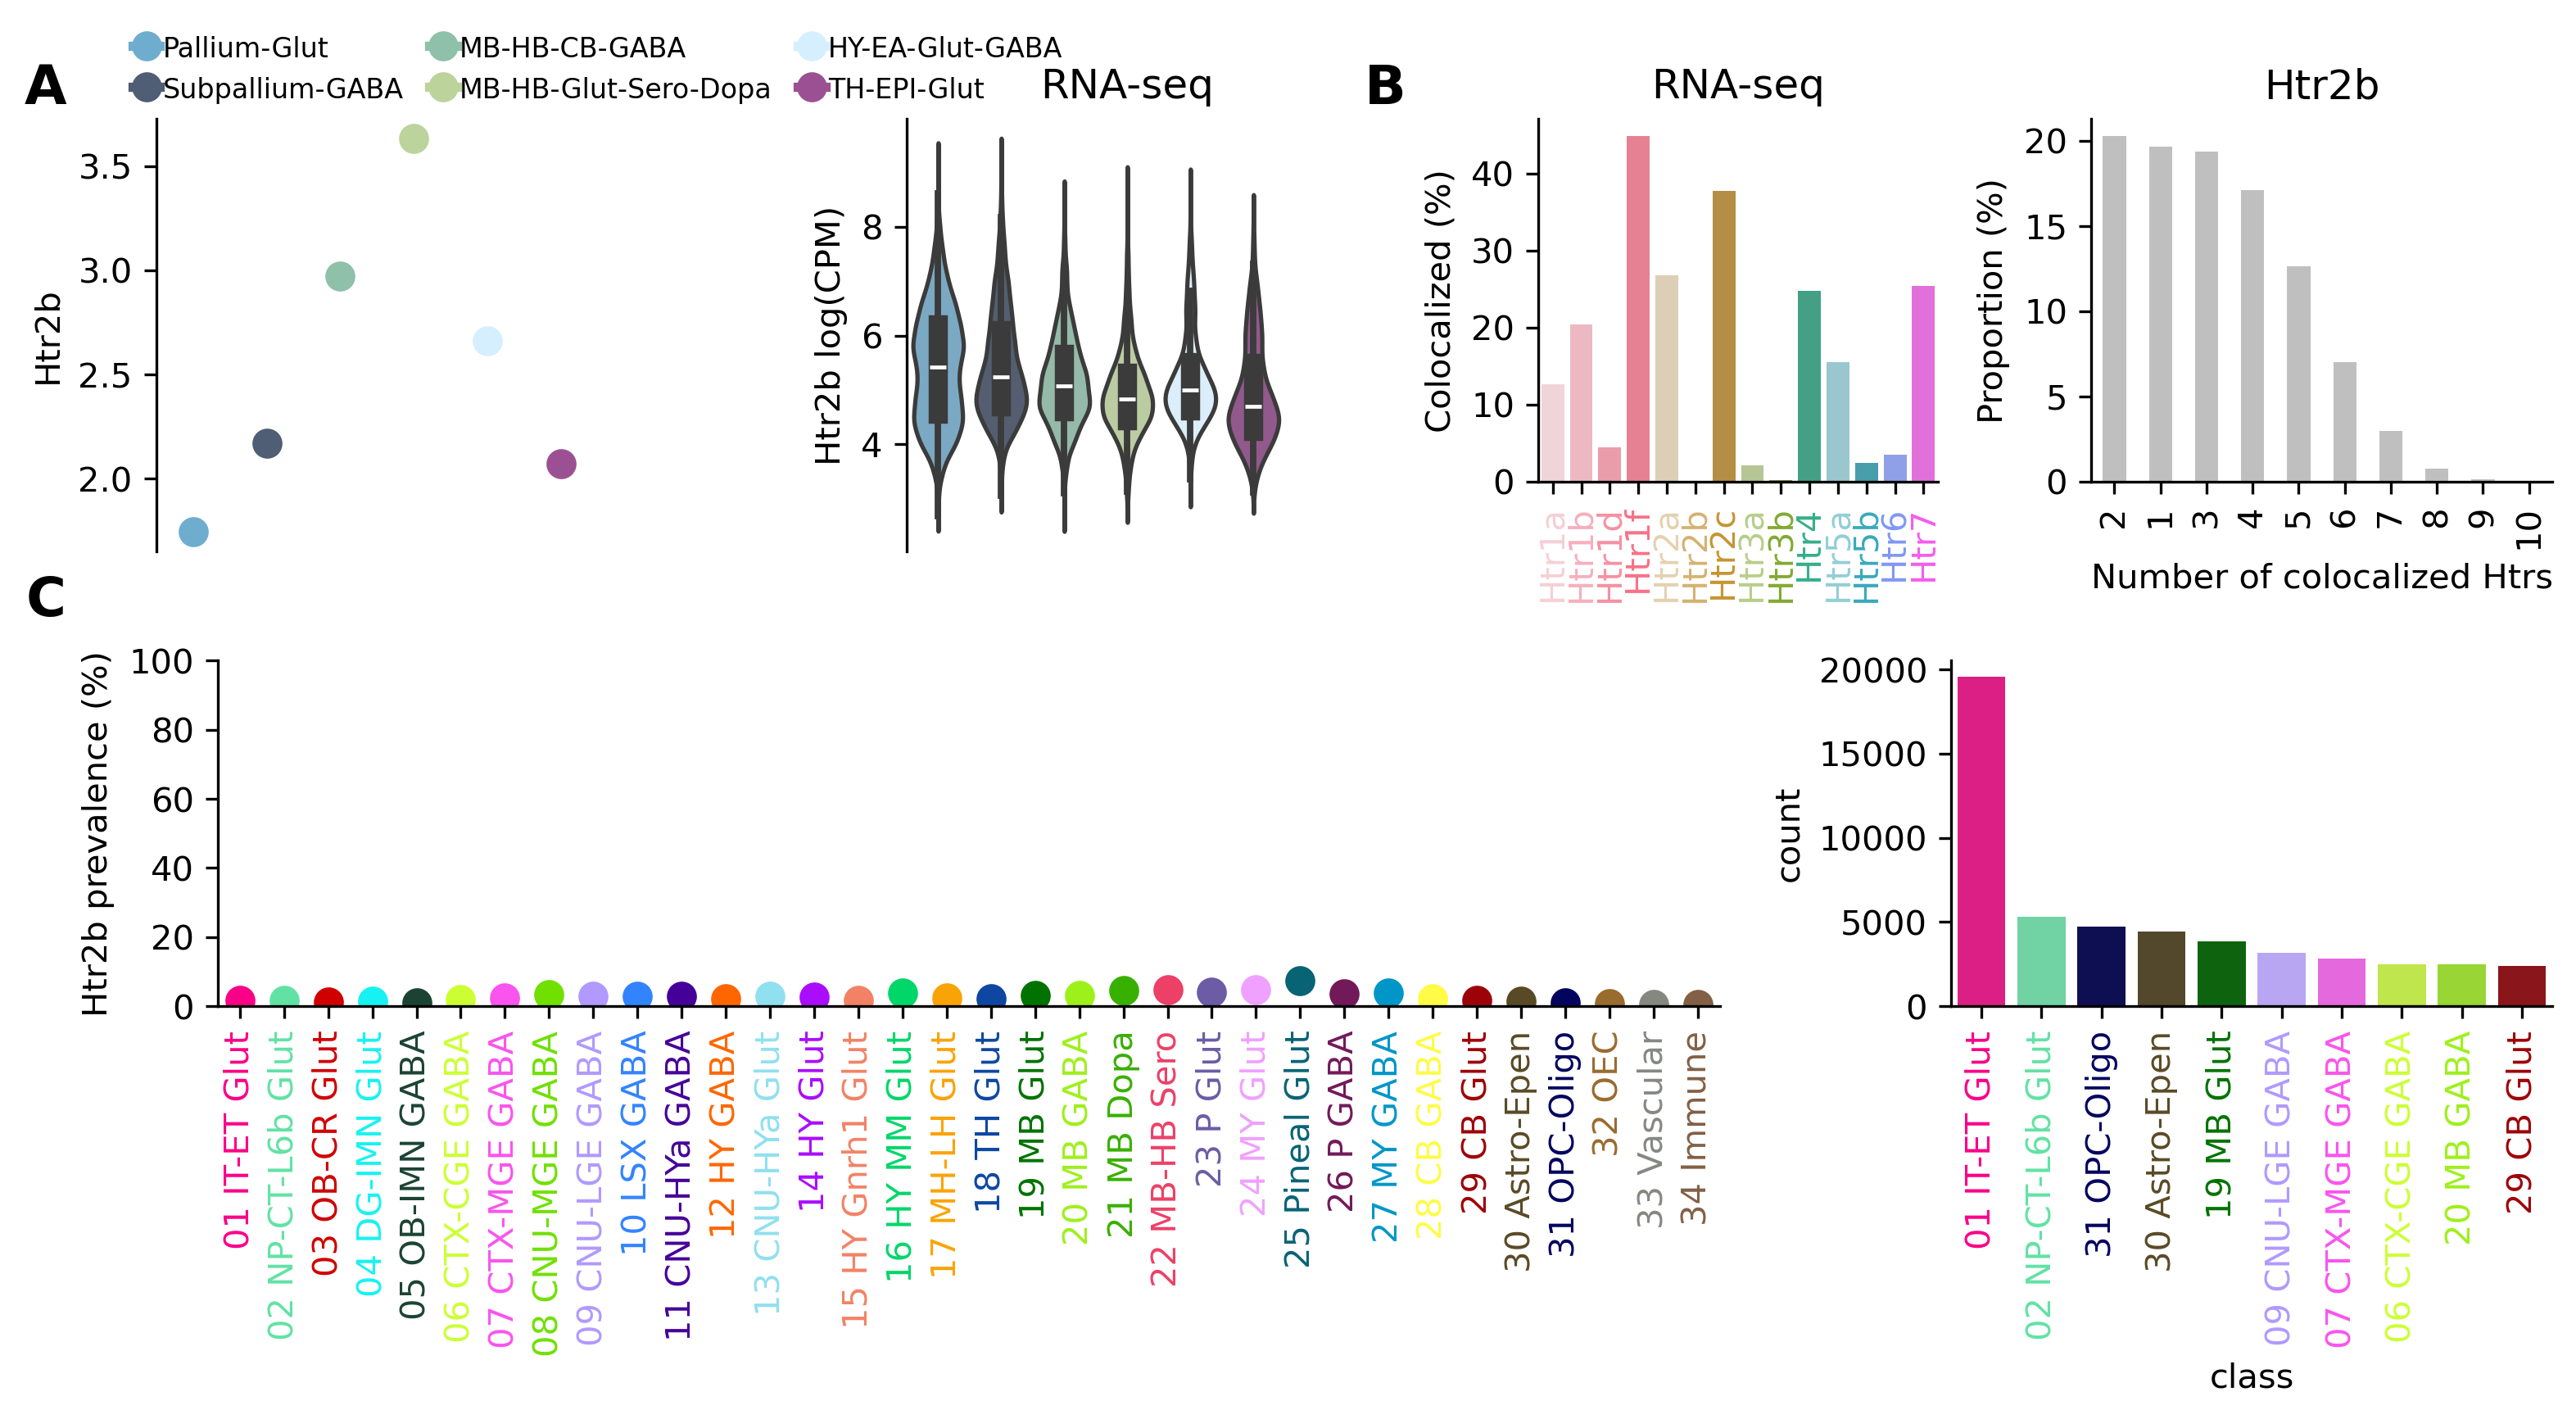 Pallium-Glut
Subpallium-GABA
MB-HB-CB-GABA
MB-HB-Glut-Sero-Dopa
HY-EA-Glut-GABA
TH-EPI-Glut
A
Htr2b
3.5
3.0
2.5
2.0
RNA-seq
Htr2b log(CPM)
8
6
4
B
RNA-seq
Colocalized (%)
40
30
20
10
0
Htr1a
Htr1b
Htr1d
Htr1f
Htr2a
Htr2b
Htr2c
Htr3a
Htr3b
Htr4
Htr5a
Htr5b
Htr6
Htr7
Htr2b
Proportion (%)
20
15
10
5
0
2
1
3
4
5
6
7
8
9
10
Number of colocalized Htrs
C
Htr2b prevalence (%)
100
80
60
40
20
0
01 IT-ET Glut
02 NP-CT-L6b Glut
03 OB-CR Glut
04 DG-IMN Glut
05 OB-IMN GABA
06 CTX-CGE GABA
07 CTX-MGE GABA
08 CNU-MGE GABA
09 CNU-LGE GABA
10 LSX GABA
11 CNU-HYa GABA
12 HY GABA
13 CNU-HYa Glut
14 HY Glut
15 HY Gnrh1 Glut
16 HY MM Glut
17 MH-LH Glut
18 TH Glut
19 MB Glut
20 MB GABA
21 MB Dopa
22 MB-HB Sero
23 P Glut
24 MY Glut
25 Pineal Glut
26 P GABA
27 MY GABA
28 CB GABA
29 CB Glut
30 Astro-Epen
31 OPC-Oligo
32 OEC
33 Vascular
34 Immune
count
20000
15000
10000
5000
0
01 IT-ET Glut
02 NP-CT-L6b Glut
31 OPC-Oligo
30 Astro-Epen
19 MB Glut
09 CNU-LGE GABA
07 CTX-MGE GABA
06 CTX-CGE GABA
20 MB GABA
29 CB Glut
class